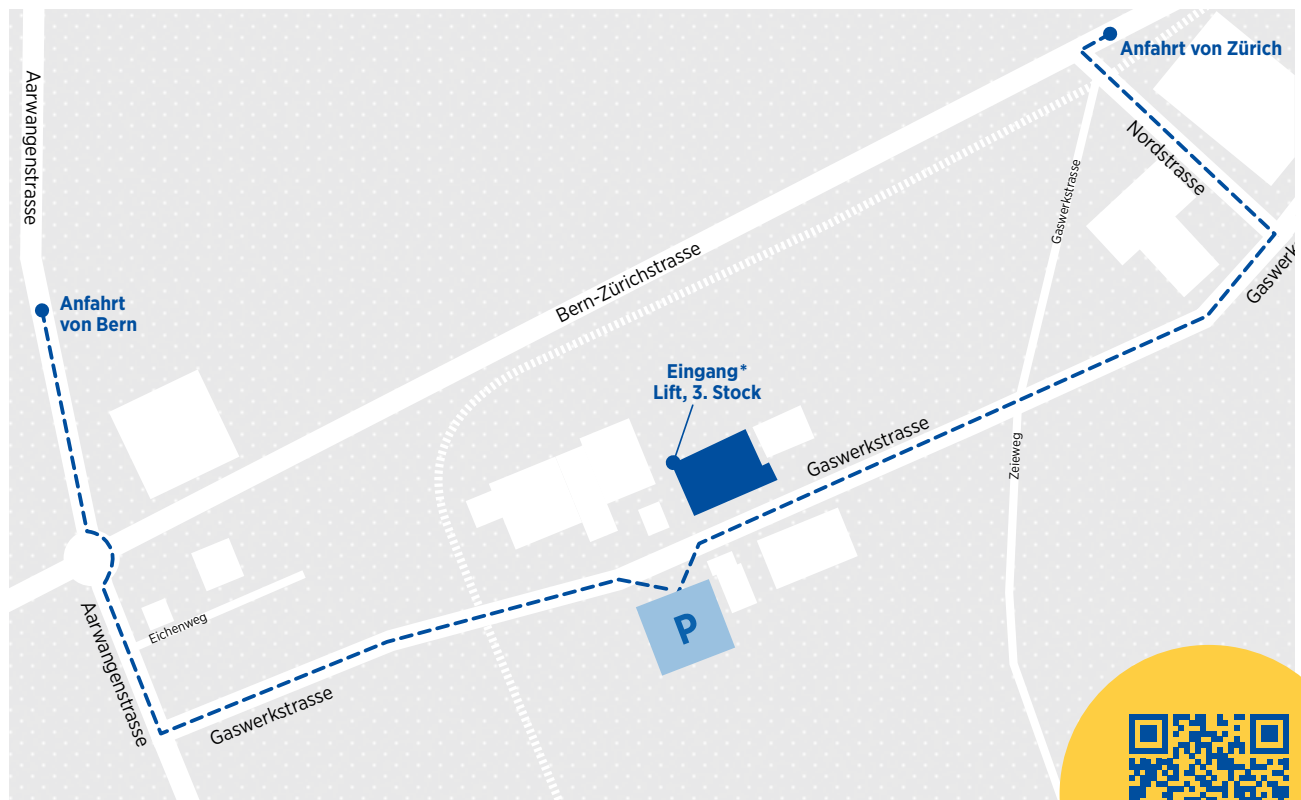 Anfahrt von Zürich
Aarwangenstrasse
Nordstrasse
Gaswerkstrasse
Bern-Zürichstrasse
Gaswerk
Anfahrt
von Bern
Eingang*
Lift, 3. Stock
Gaswerkstrasse
Zeieweg
Eichenweg
Aarwangenstrasse
P
Gaswerkstrasse